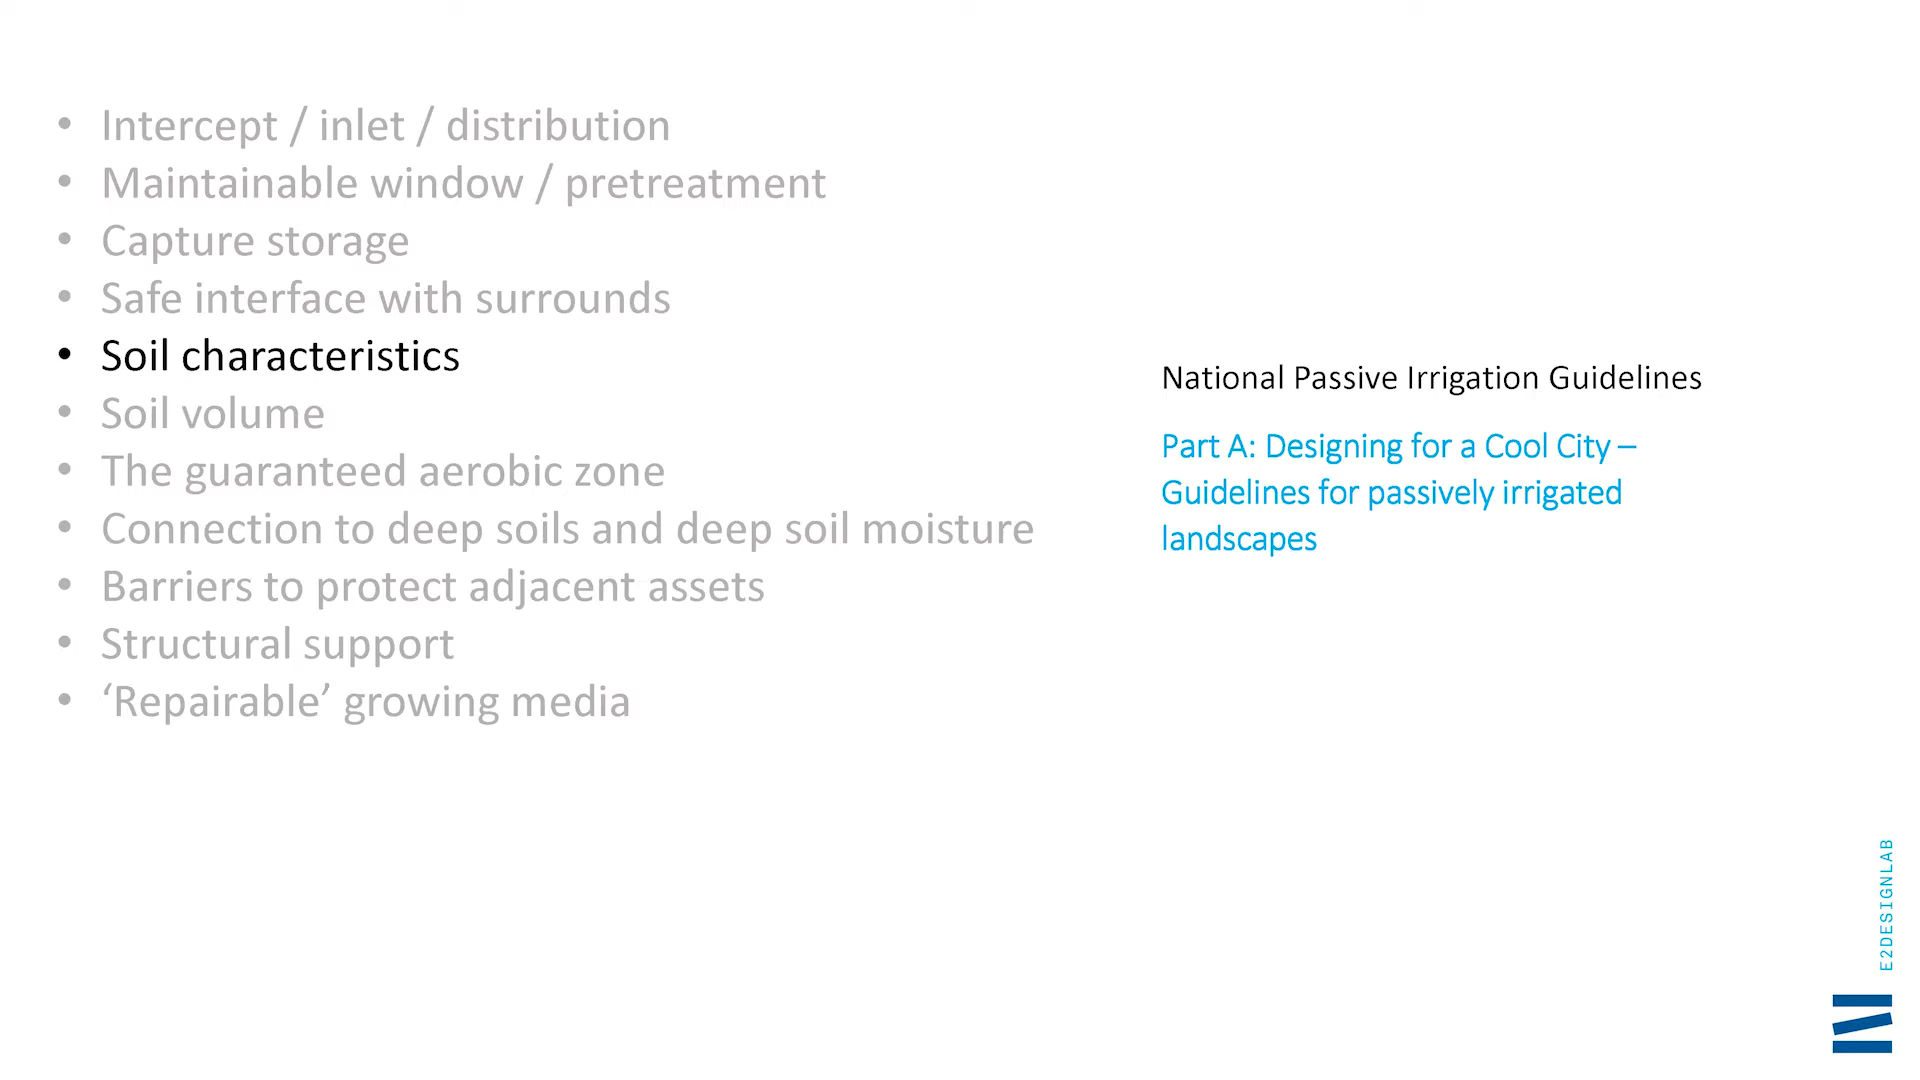 • Intercept / inlet / distribution
• Maintainable window / pretreatment
• Capture storage
• Safe interface with surrounds
• Soil characteristics
• Soil volume
• The guaranteed aerobic zone
• Connection to deep soils and deep soil moisture
• Barriers to protect adjacent assets
• Structural support
• ‘Repairable’ growing media
National Passive Irrigation Guidelines
Part A: Designing for a Cool City –
Guidelines for passively irrigated
landscapes
E2DESIGNLAB